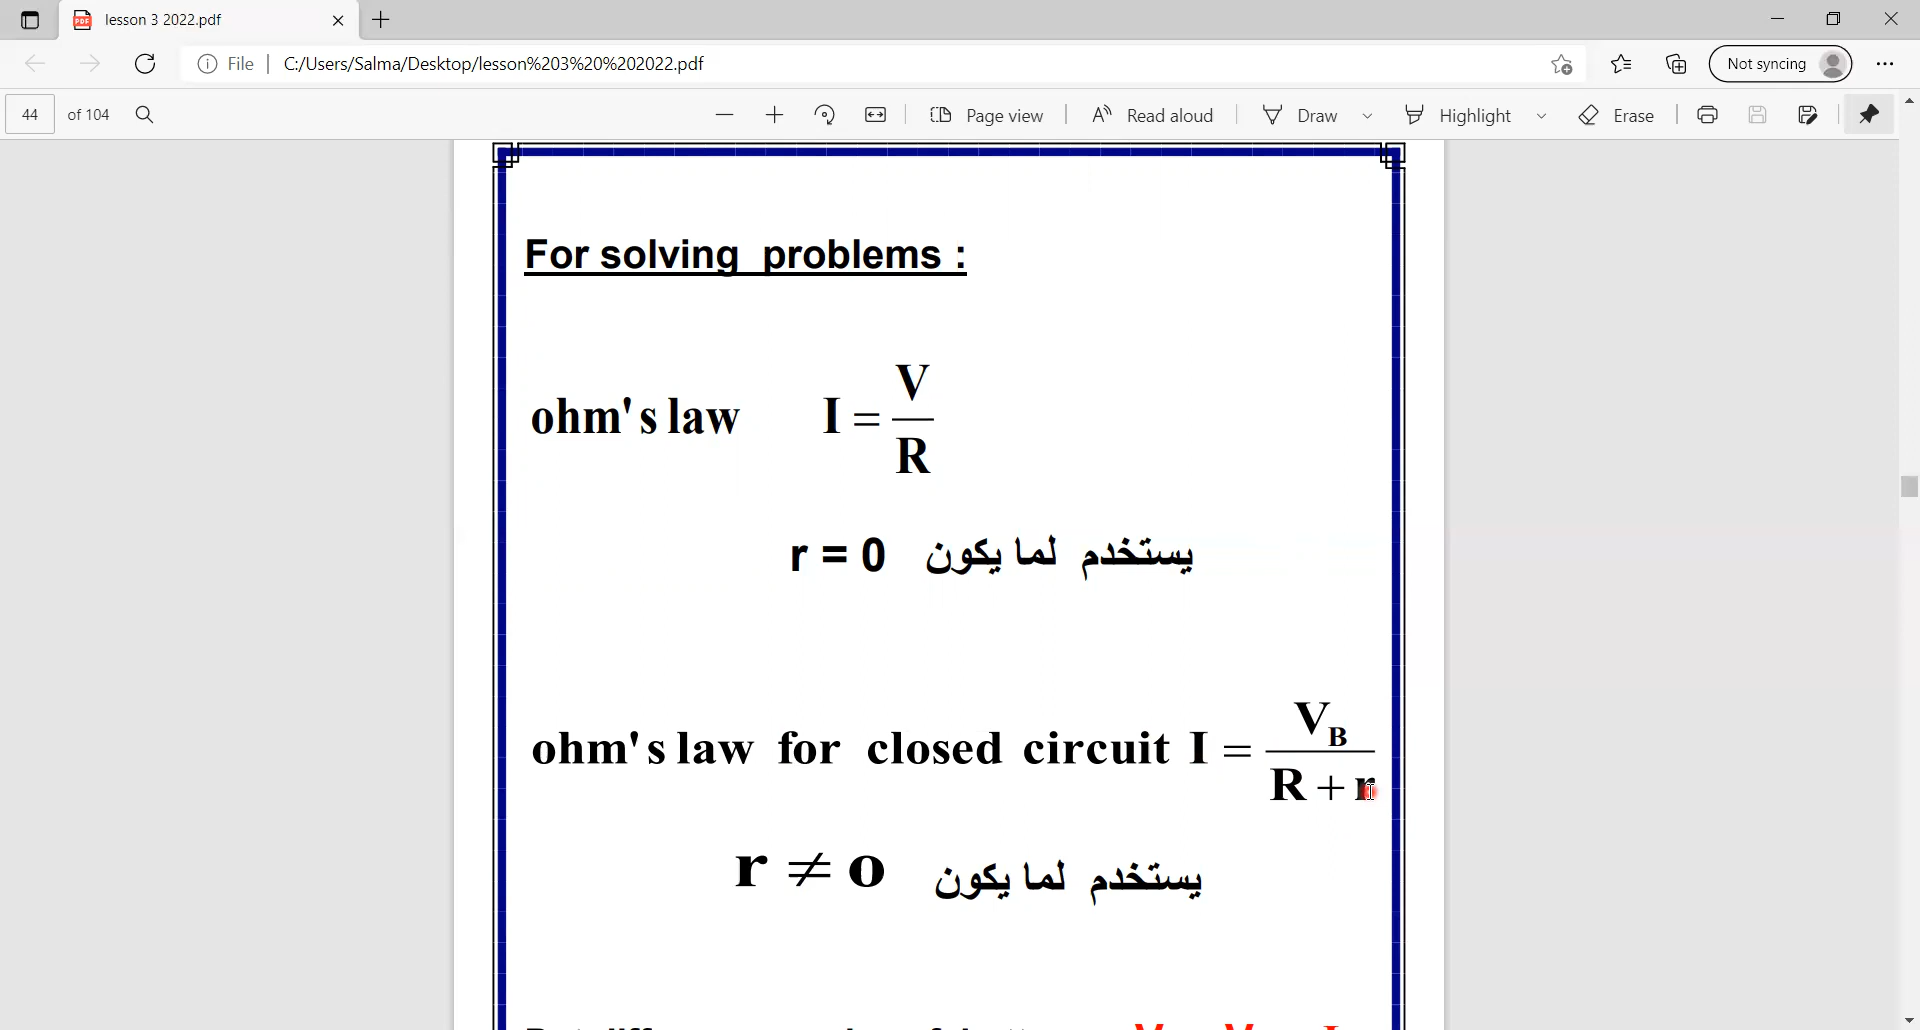 lesson 3 2022.pdf
File | C:/Users/Salma/Desktop/lesson%203%20%202022.pdf
Not syncing
44 of 104
Page view
Read aloud
Draw
Highlight
Erase
For solving problems :
ohm's law I = V / R
يستخدم لما يكون r = 0
ohm's law for closed circuit I = V_B / (R + r)
يستخدم لما يكون r ≠ o